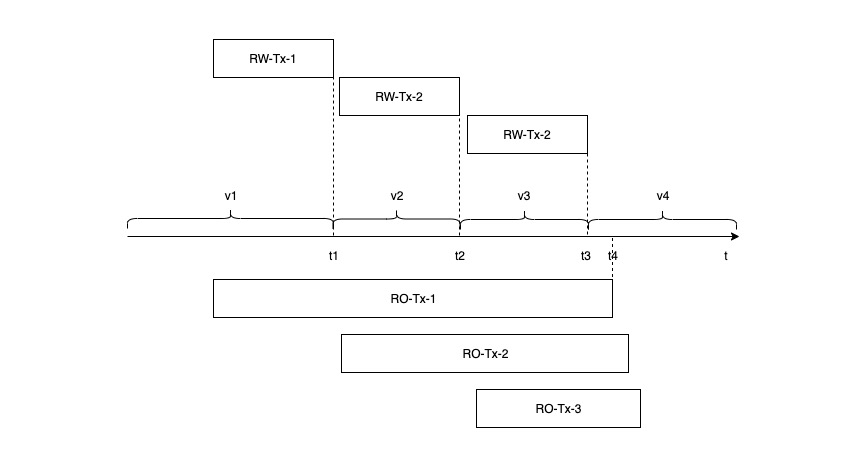 RW-Tx-1
RW-Tx-2
RW-Tx-2
v1 v2 v3 v4
t1 t2 t3 t4 t
RO-Tx-1
RO-Tx-2
RO-Tx-3